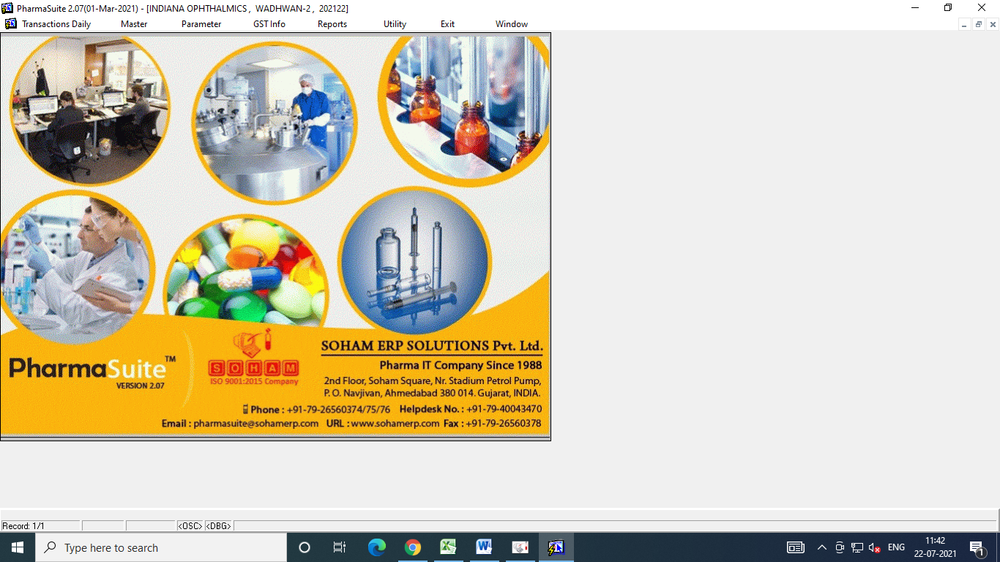 PharmaSuite 2.07(01-Mar-2021) - [INDIANA OPHTHALMICS , WADHWAN-2 , 202122]
Transactions Daily Master Parameter GST Info Reports Utility Exit Window
PharmaSuite™
VERSION 2.07
SOHAM
ISO 9001:2015 Company
SOHAM ERP SOLUTIONS Pvt. Ltd.
Pharma IT Company Since 1988
2nd Floor, Soham Square, Nr. Stadium Petrol Pump,
P. O. Navjivan, Ahmedabad 380 014. Gujarat, INDIA.
Phone : +91-79-26560374/75/76 Helpdesk No. : +91-79-40043470
Email : pharmasuite@sohamerp.com URL : www.sohamerp.com Fax : +91-79-26560378
Record: 1/1 <OSC> <DBG>
Type here to search
ENG
11:42
22-07-2021
1